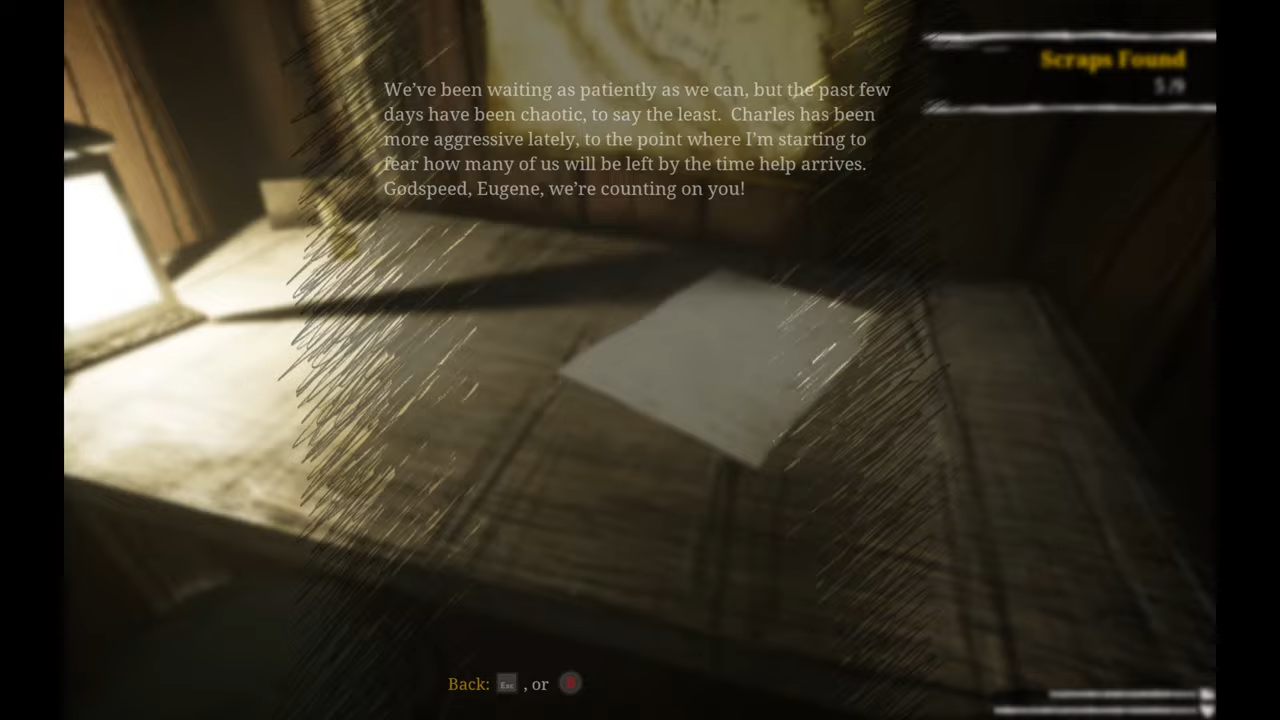 Scraps Found
5/9
We've been waiting as patiently as we can, but the past few
days have been chaotic, to say the least.  Charles has been
more aggressive lately, to the point where I'm starting to
fear how many of us will be left by the time help arrives.
Godspeed, Eugene, we're counting on you!
Back: Esc , or B